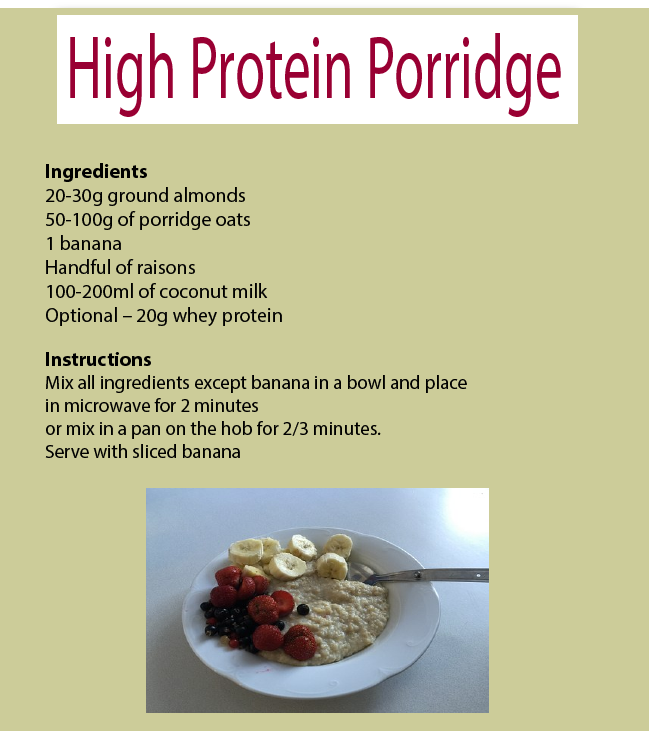 High Protein Porridge
Ingredients
20-30g ground almonds
50-100g of porridge oats
1 banana
Handful of raisons
100-200ml of coconut milk
Optional – 20g whey protein
Instructions
Mix all ingredients except banana in a bowl and place
in microwave for 2 minutes
or mix in a pan on the hob for 2/3 minutes.
Serve with sliced banana